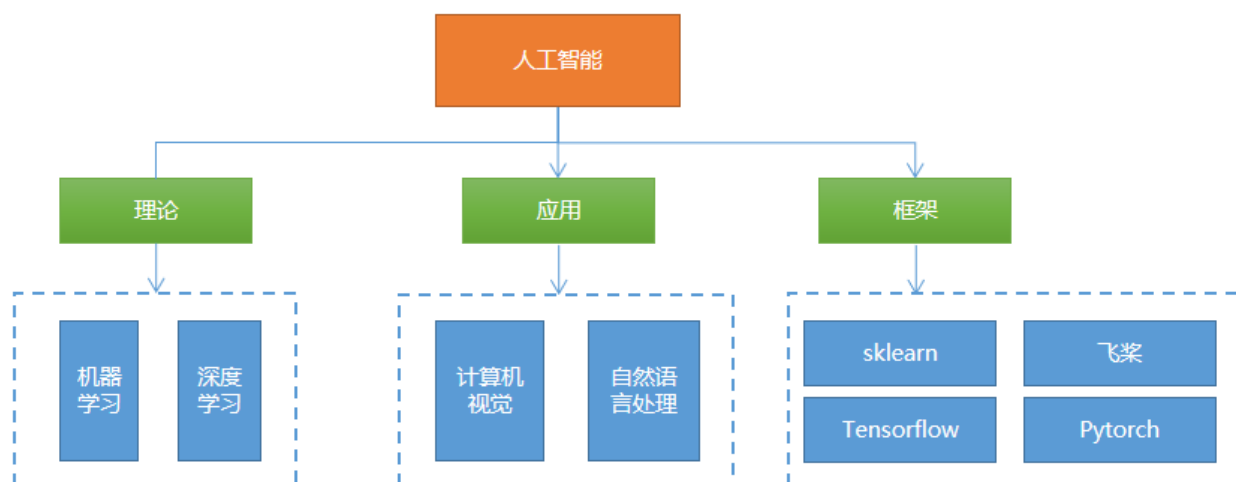 人工智能
理论
应用
框架
机器
学习
深度
学习
计算机
视觉
自然语
言处理
sklearn
飞桨
Tensorflow
Pytorch